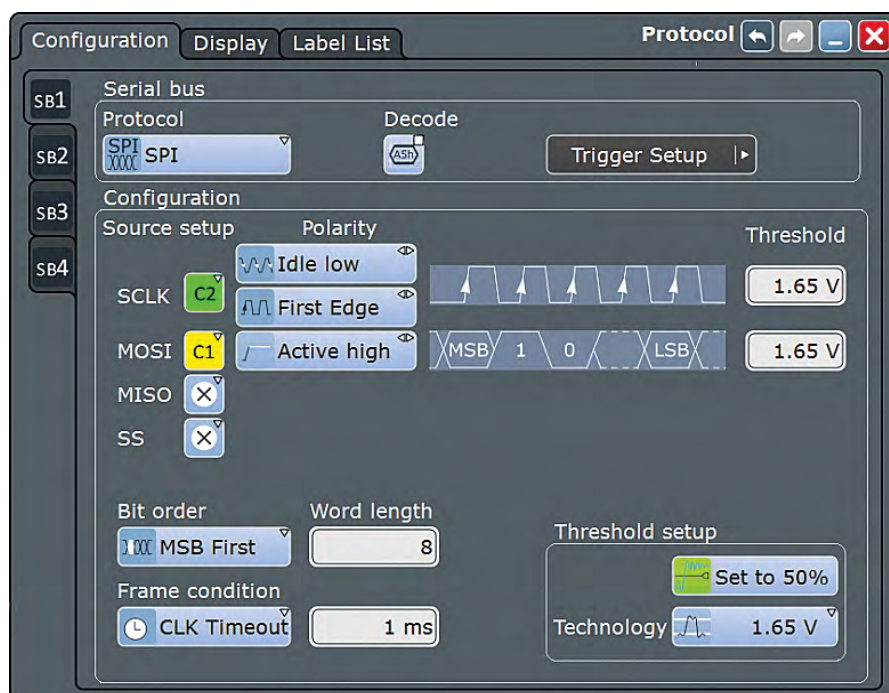 Configuration Display Label List Protocol
SB1
SB2
SB3
SB4
Serial bus
Protocol Decode
SPI SPI A5h Trigger Setup
Configuration
Source setup Polarity Threshold
Idle low
SCLK C2 1.65 V
First Edge
MOSI C1 Active high MSB 1 0 LSB 1.65 V
MISO
SS
Bit order Word length
MSB First 8
Threshold setup
Set to 50%
Frame condition
CLK Timeout 1 ms Technology 1.65 V